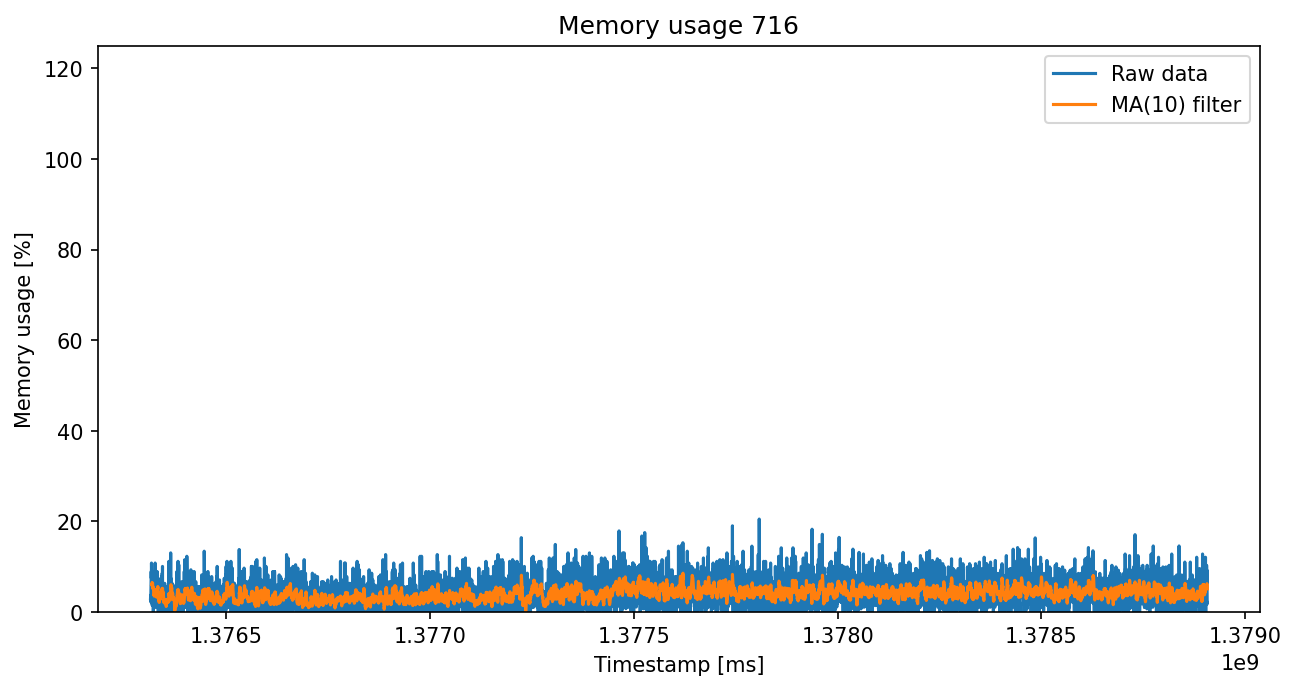 Memory usage 716
Raw data
MA(10) filter
Memory usage [%]
120
100
80
60
40
20
0
1.3765 1.3770 1.3775 1.3780 1.3785 1.3790
1e9
Timestamp [ms]